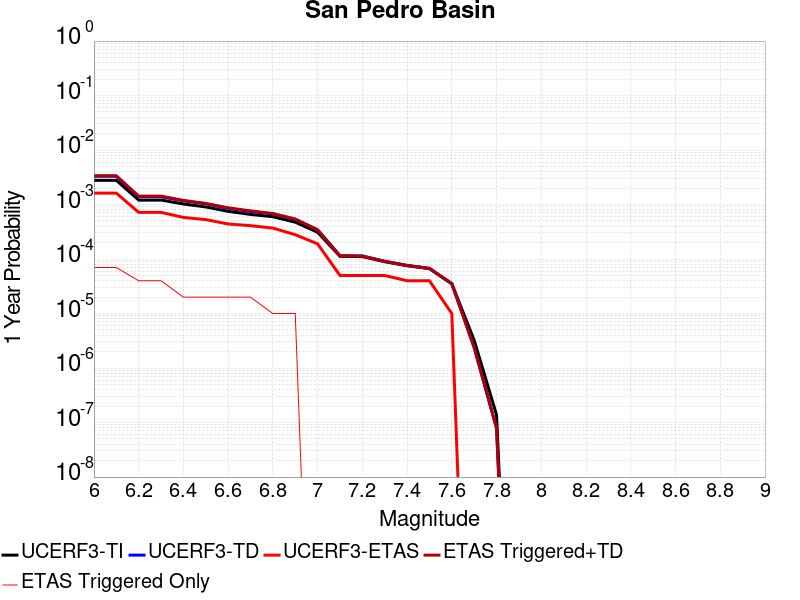 San Pedro Basin
10^0
10^-1
10^-2
10^-3
10^-4
10^-5
10^-6
10^-7
10^-8
1 Year Probability
6 6.2 6.4 6.6 6.8 7 7.2 7.4 7.6 7.8 8 8.2 8.4 8.6 8.8 9
Magnitude
UCERF3-TI UCERF3-TD UCERF3-ETAS ETAS Triggered+TD
ETAS Triggered Only